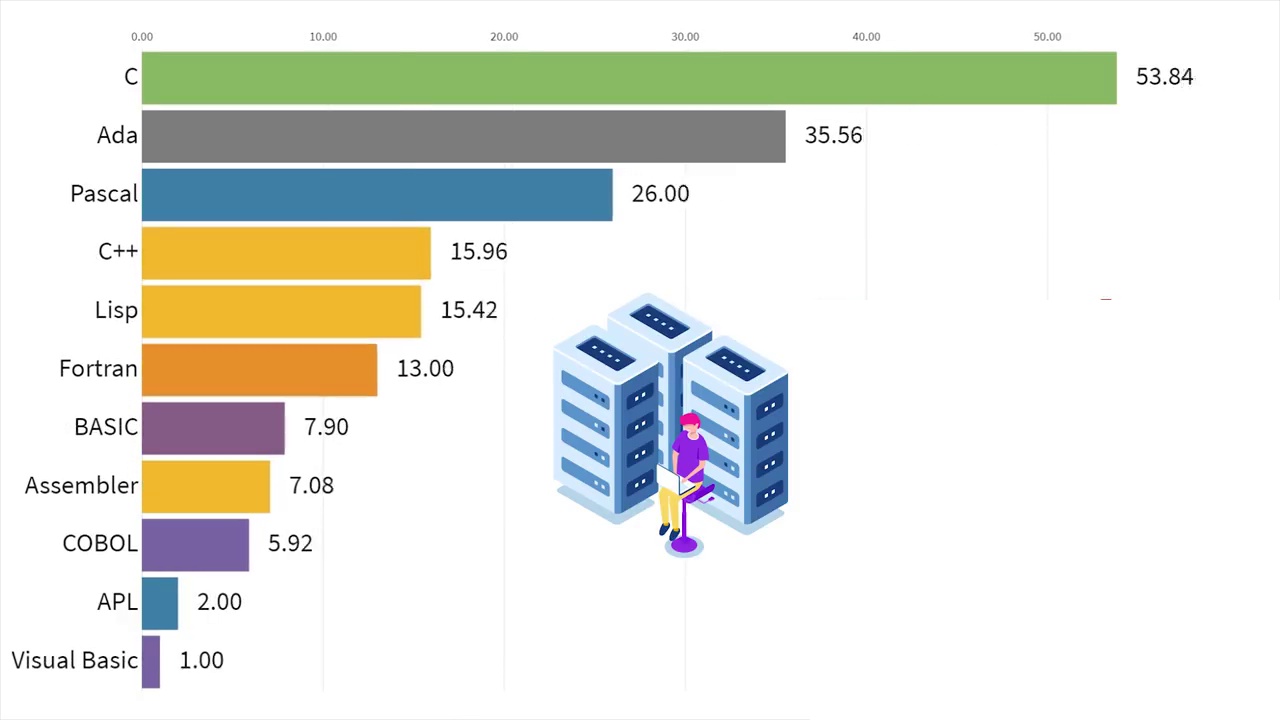 0.00 10.00 20.00 30.00 40.00 50.00
C 53.84
Ada 35.56
Pascal 26.00
C++ 15.96
Lisp 15.42
Fortran 13.00
BASIC 7.90
Assembler 7.08
COBOL 5.92
APL 2.00
Visual Basic 1.00